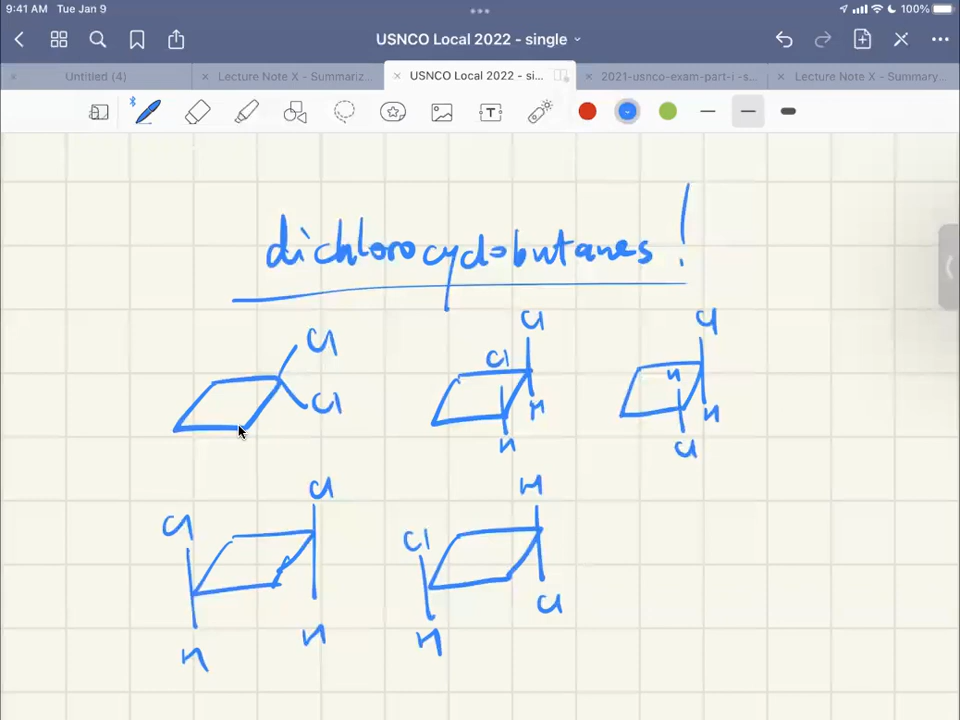 9:41 AM Tue Jan 9
100%
USNCO Local 2022 - single
Untitled (4)
Lecture Note X - Summariz...
USNCO Local 2022 - si...
2021-usnco-exam-part-i -s...
Lecture Note X - Summary...
T
dichlorocyclobutanes!
Cl
Cl
Cl
Cl
H
H
Cl
H
H
Cl
Cl
Cl
H
H
H
Cl
Cl
H